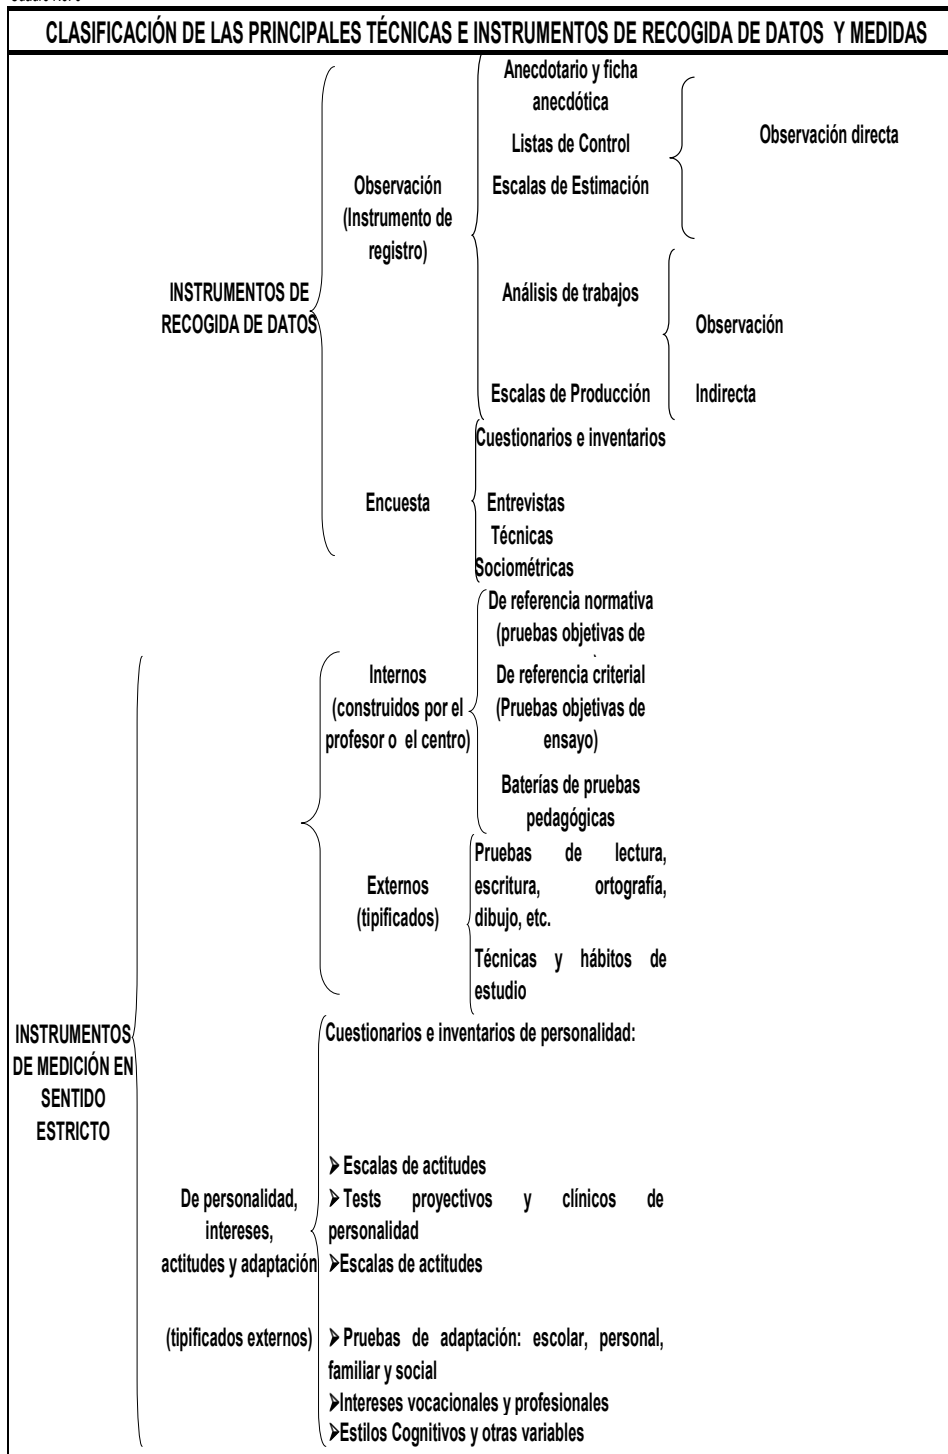 CLASIFICACIÓN DE LAS PRINCIPALES TÉCNICAS E INSTRUMENTOS DE RECOGIDA DE DATOS Y MEDIDAS
INSTRUMENTOS DE
RECOGIDA DE DATOS
Observación
(Instrumento de
registro)
Anecdotario y ficha
anecdótica
Listas de Control
Escalas de Estimación
Observación directa
Análisis de trabajos
Escalas de Producción
Observación
Indirecta
Encuesta
Cuestionarios e inventarios
Entrevistas
Técnicas
Sociométricas
INSTRUMENTOS
DE MEDICIÓN EN
SENTIDO
ESTRICTO
Internos
(construidos por el
profesor o el centro)
De referencia normativa
(pruebas objetivas de
De referencia criterial
(Pruebas objetivas de
ensayo)
Baterías de pruebas
pedagógicas
Externos
(tipificados)
Pruebas de lectura,
escritura, ortografía,
dibujo, etc.
Técnicas y hábitos de
estudio
De personalidad,
intereses,
actitudes y adaptación
(tipificados externos)
Cuestionarios e inventarios de personalidad:
➢ Escalas de actitudes
➢ Tests proyectivos y clínicos de
personalidad
➢Escalas de actitudes
➢ Pruebas de adaptación: escolar, personal,
familiar y social
➢Intereses vocacionales y profesionales
➢Estilos Cognitivos y otras variables